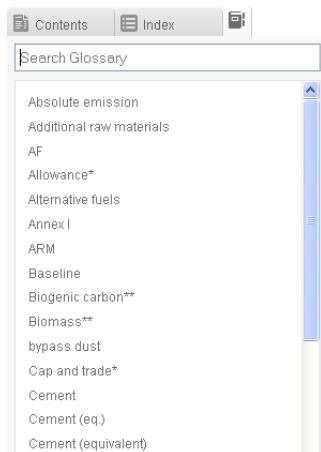 Contents
Index
Search Glossary
Absolute emission
Additional raw materials
AF
Allowance*
Alternative fuels
Annex I
ARM
Baseline
Biogenic carbon**
Biomass**
bypass dust
Cap and trade*
Cement
Cement (eq.)
Cement (equivalent)